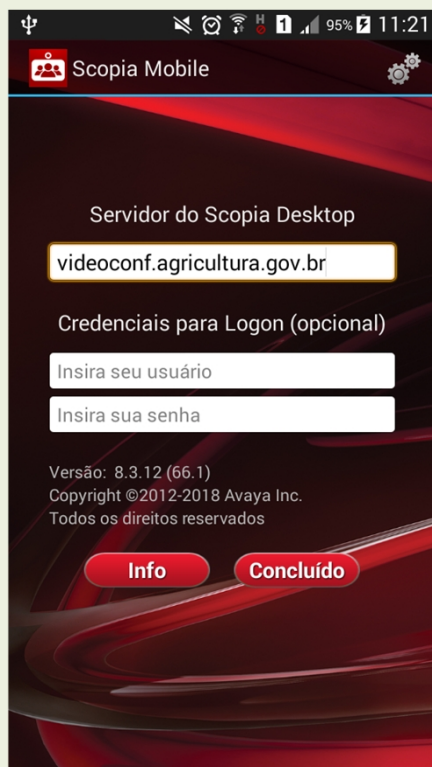 H 1 95% 11:21
Scopia Mobile
Servidor do Scopia Desktop
videoconf.agricultura.gov.br
Credenciais para Logon (opcional)
Insira seu usuário
Insira sua senha
Versão: 8.3.12 (66.1)
Copyright ©2012-2018 Avaya Inc.
Todos os direitos reservados
Info Concluído